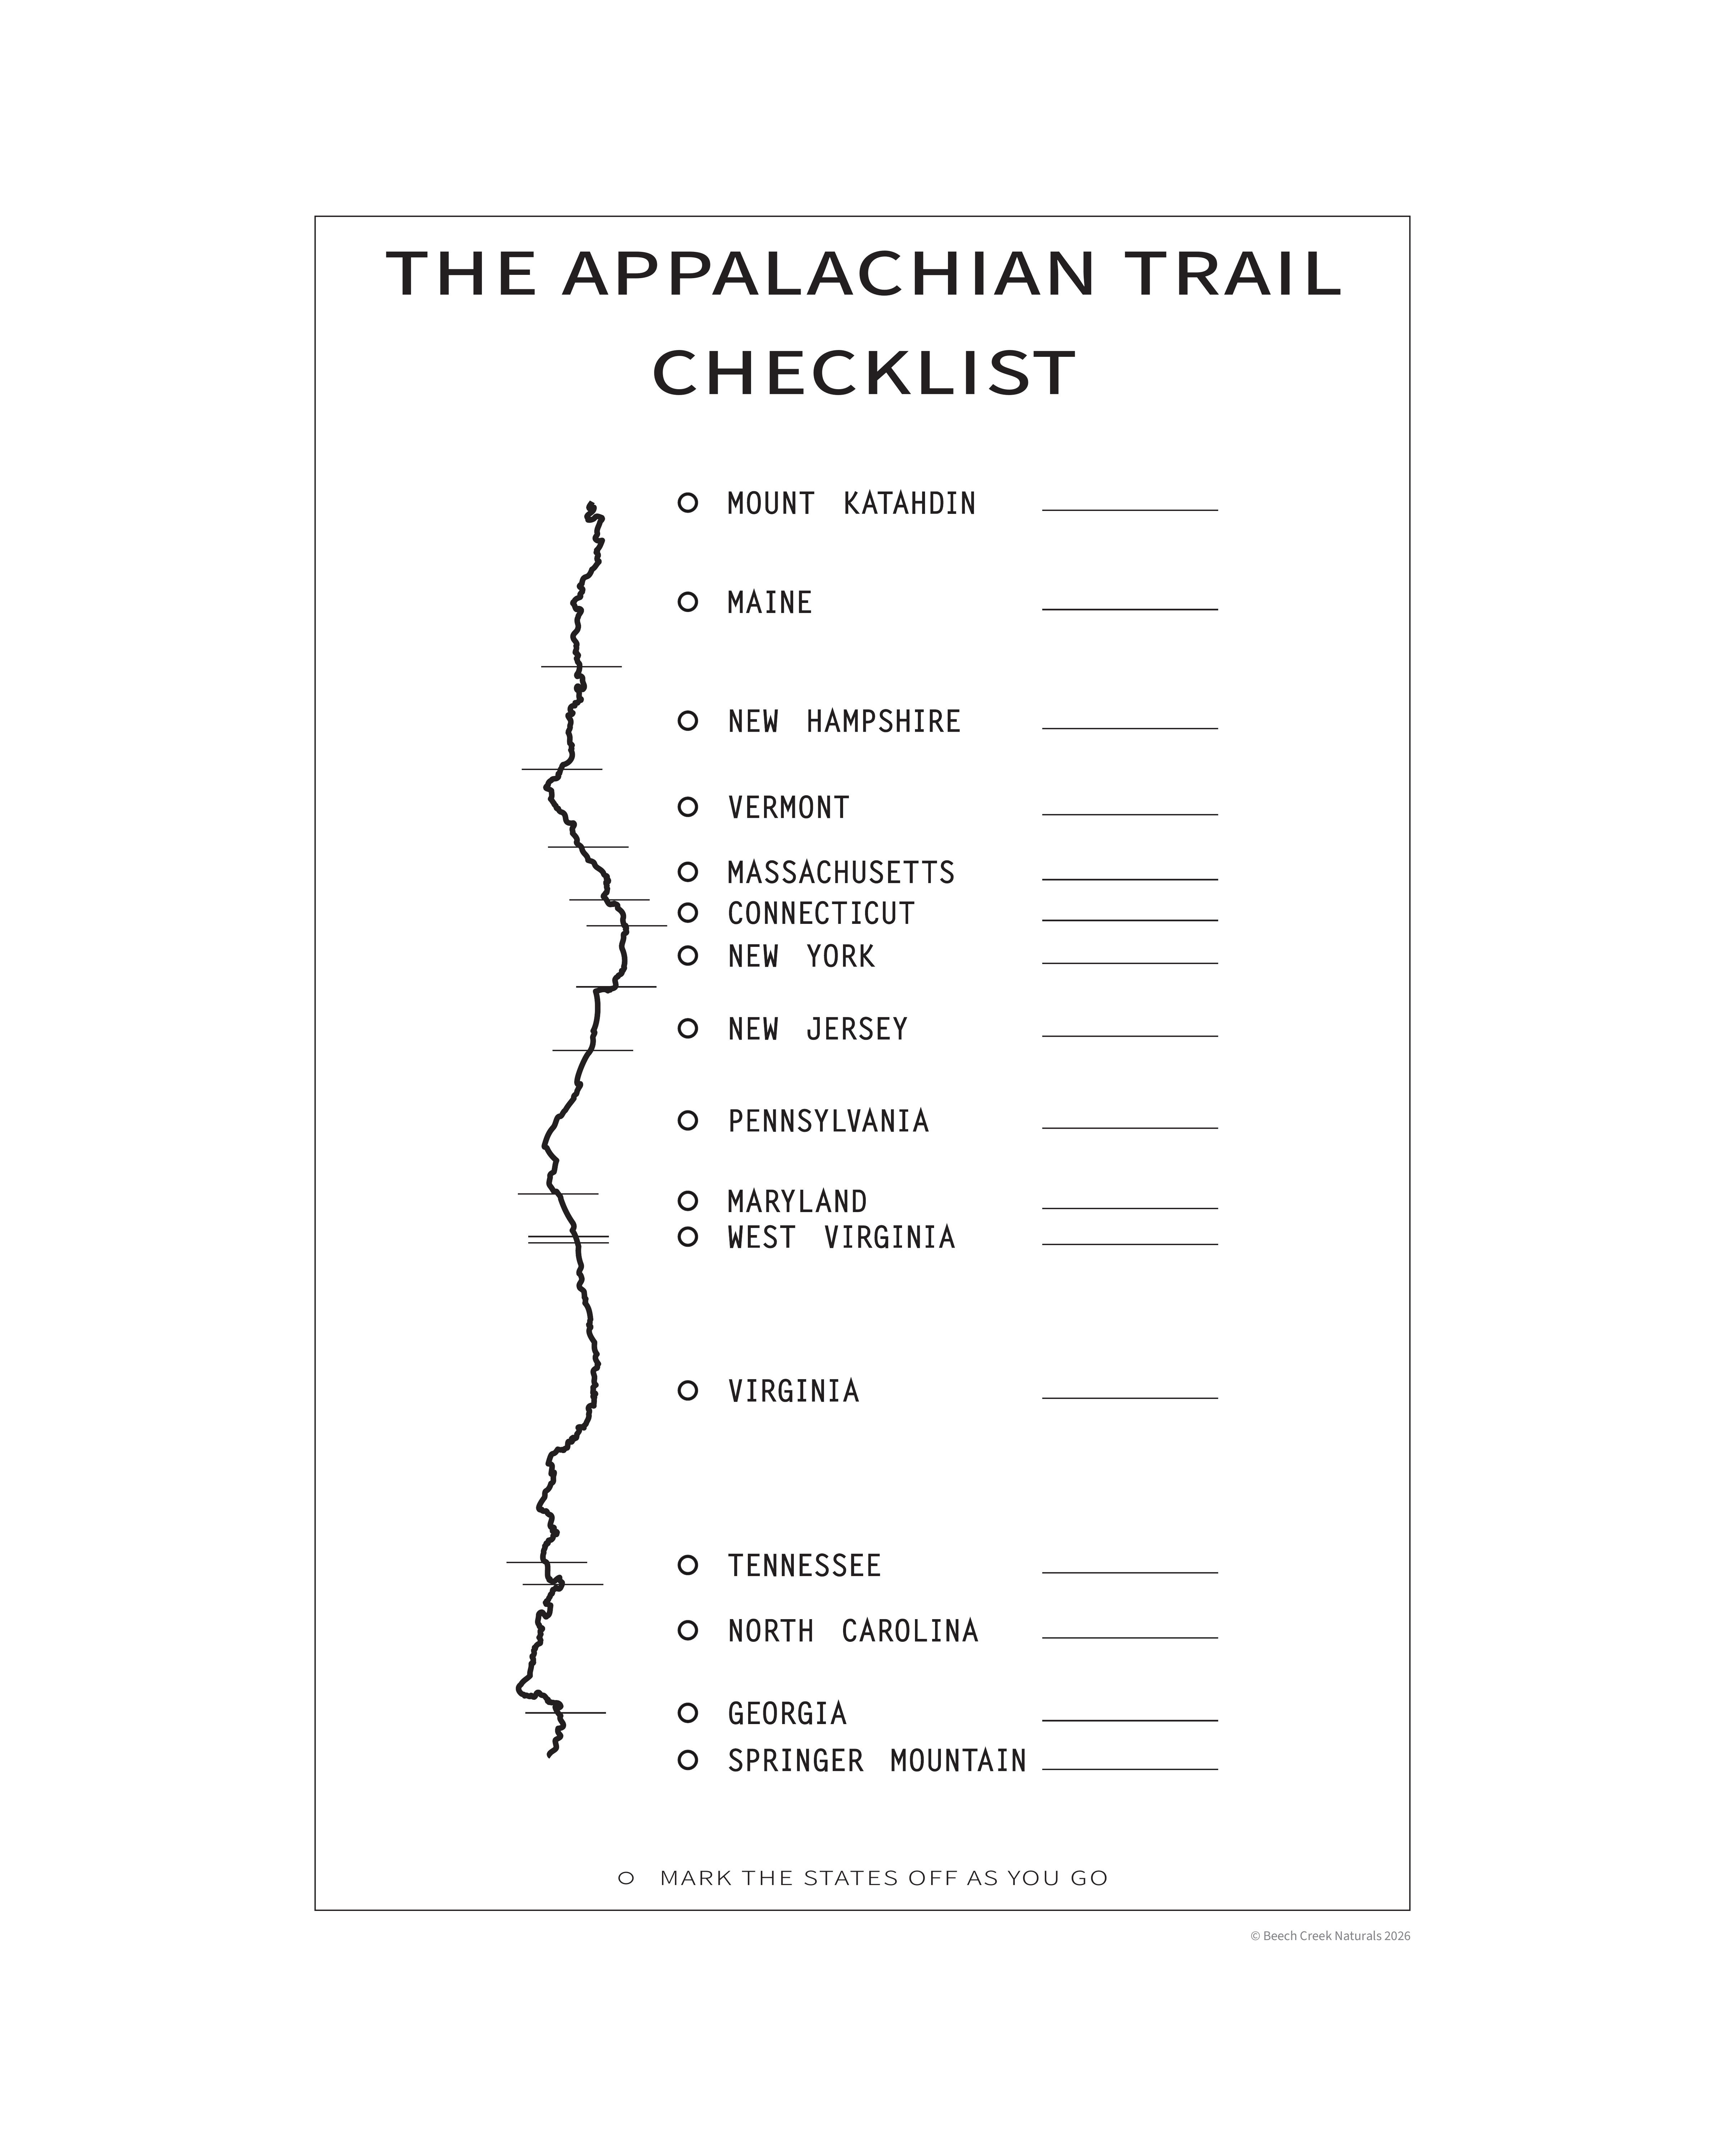 THE APPALACHIAN TRAIL
CHECKLIST
MOUNT KATAHDIN
MAINE
NEW HAMPSHIRE
VERMONT
MASSACHUSETTS
CONNECTICUT
NEW YORK
NEW JERSEY
PENNSYLVANIA
MARYLAND
WEST VIRGINIA
VIRGINIA
TENNESSEE
NORTH CAROLINA
GEORGIA
SPRINGER MOUNTAIN
MARK THE STATES OFF AS YOU GO
© Beech Creek Naturals 2026